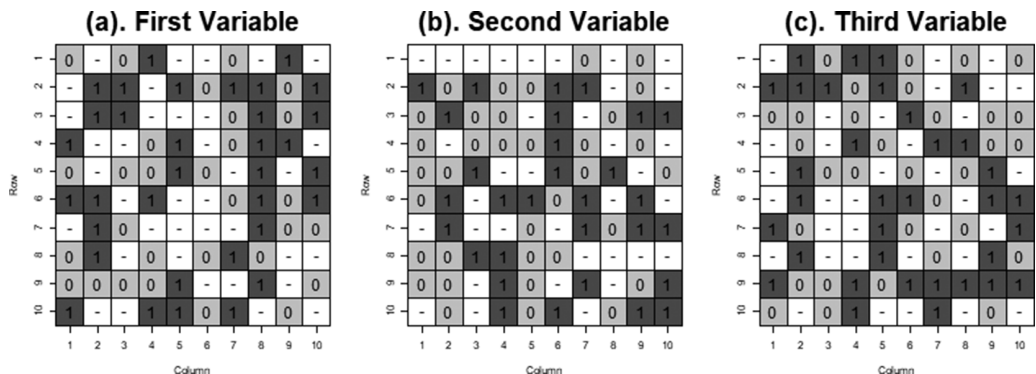 (a). First Variable
Row
1 0 - 0 1 - - 0 - 1 -
2 - 1 1 - 1 0 1 1 0 1
3 - 1 1 - - - 0 1 0 1
4 1 - - 0 1 - 0 1 1 -
5 - - 0 0 1 0 - 1 - 1
6 1 1 - 1 - - 0 1 0 1
7 - 1 0 - - - - 1 0 0
8 0 1 - 0 - 0 1 0 - -
9 0 0 0 0 1 - - 1 - 0
10 1 - - 1 1 0 1 - 0 -
1 2 3 4 5 6 7 8 9 10
Column
(b). Second Variable
Row
1 - - - - - - 0 - 0 -
2 1 0 1 0 0 1 1 - 0 -
3 0 1 0 - - 1 - 0 1 1
4 0 - 0 0 0 1 0 - 0 -
5 0 0 1 - - 1 0 1 - 0
6 0 1 - 1 1 0 1 - 1 -
7 - 1 - - 0 - 1 0 1 1
8 0 0 1 1 0 - 0 - 0 -
9 0 0 - 1 0 - 1 - 0 1
10 - 0 - 1 0 1 - 0 1 1
1 2 3 4 5 6 7 8 9 10
Column
(c). Third Variable
Row
1 - 1 0 1 1 0 - 0 - 0
2 1 1 1 0 1 0 - 1 - -
3 0 0 - 0 - 1 0 - 0 0
4 - - - 1 0 - 1 1 0 0
5 - 1 0 0 0 - 0 - 1 -
6 - 1 - - 1 1 0 - 1 1
7 1 0 - - 1 0 - 0 - 1
8 - 1 - - 1 - 0 - 1 0
9 1 0 0 1 0 1 1 1 1 1
10 - 0 0 1 - - 1 - 0 -
1 2 3 4 5 6 7 8 9 10
Column